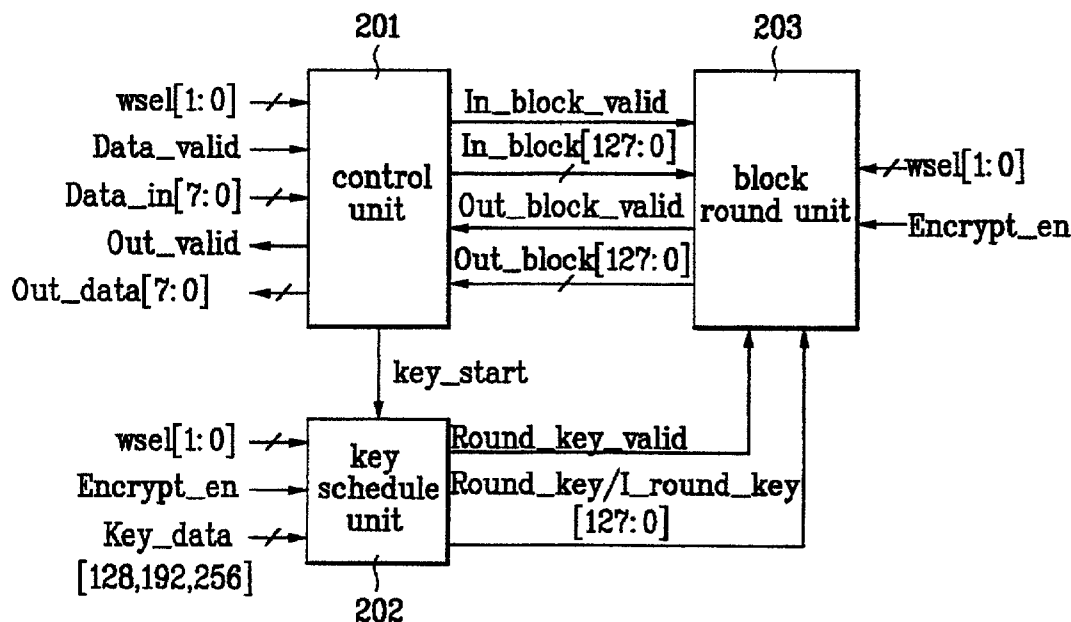 201
203
wsel[1:0]
Data_valid
Data_in[7:0]
Out_valid
Out_data[7:0]
control
unit
In_block_valid
In_block[127:0]
Out_block_valid
Out_block[127:0]
block
round unit
wsel[1:0]
Encrypt_en
key_start
wsel[1:0]
Encrypt_en
Key_data
[128,192,256]
key
schedule
unit
Round_key_valid
Round_key/I_round_key
[127:0]
202